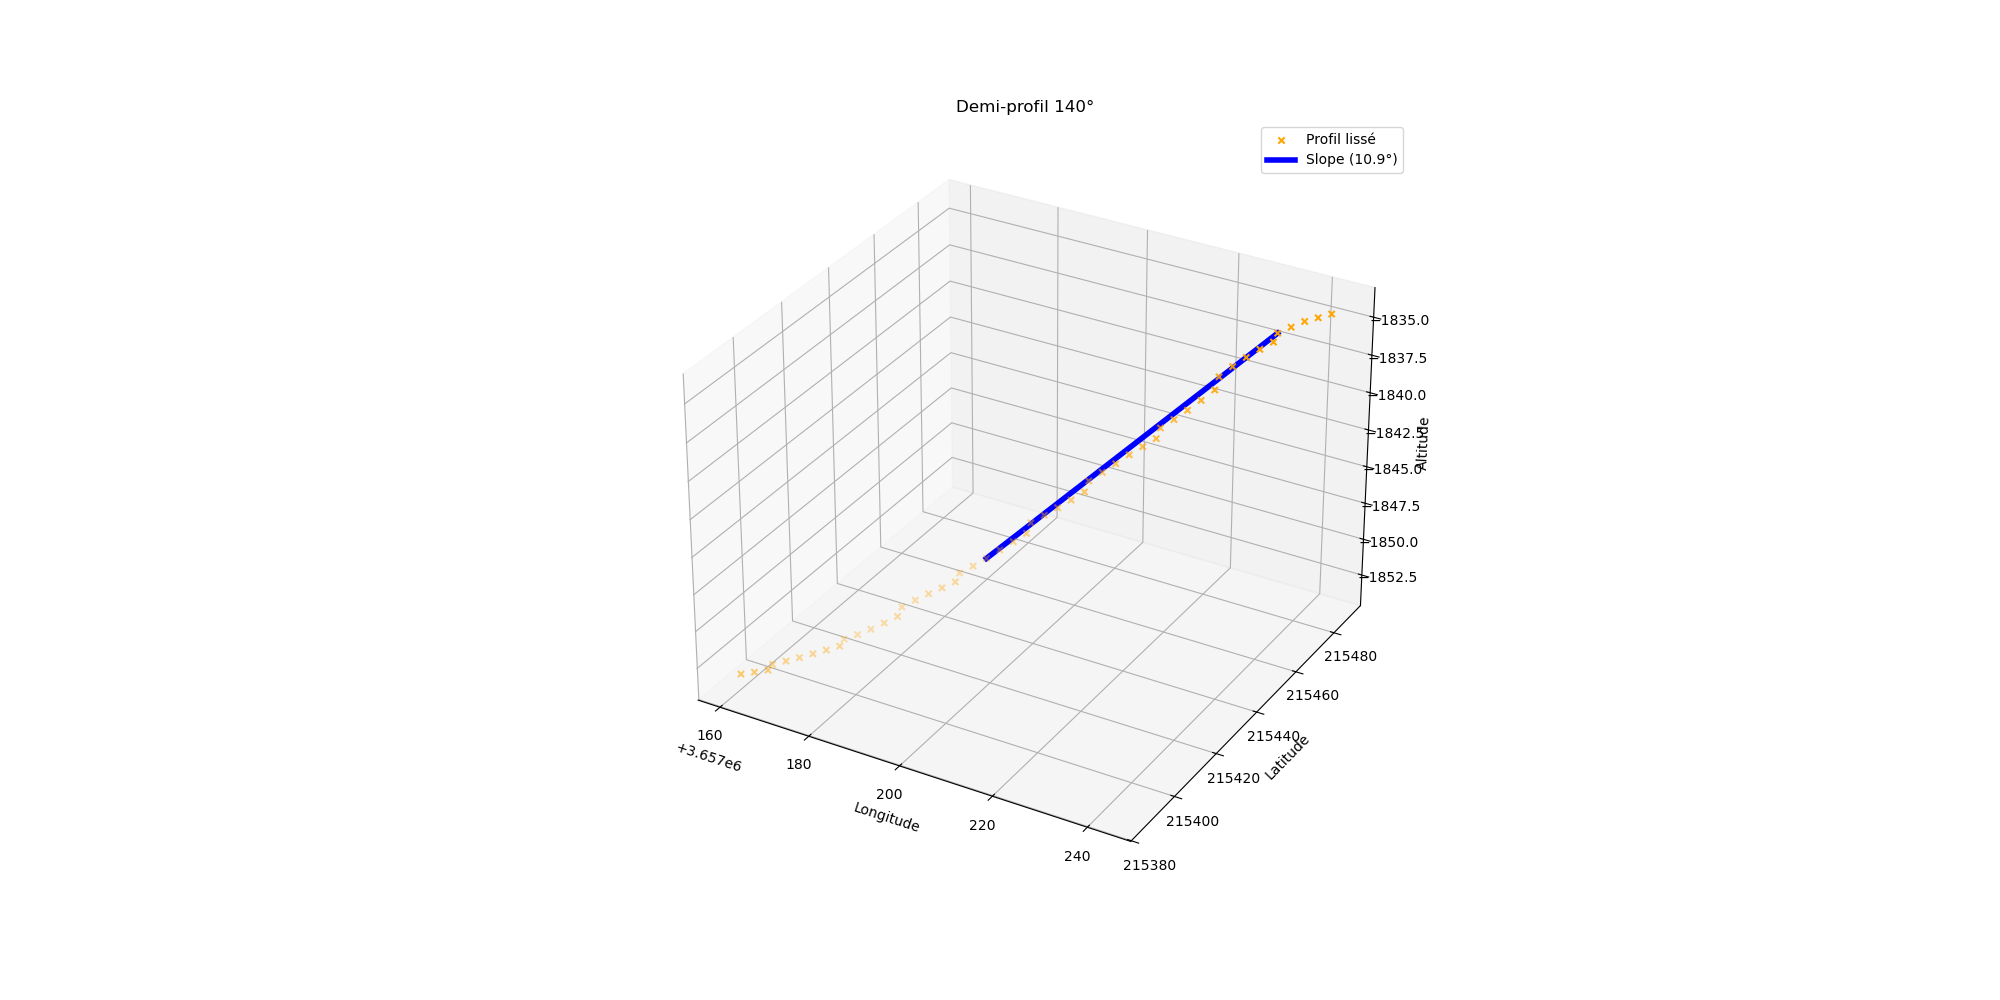 Demi-profil 140°
Profil lissé
Slope (10.9°)
−1835.0
−1837.5
−1840.0
−1842.5
−1845.0
−1847.5
−1850.0
−1852.5
Altitude
215480
215460
215440
215420
215400
215380
Latitude
160
180
200
220
240
+3.657e6
Longitude